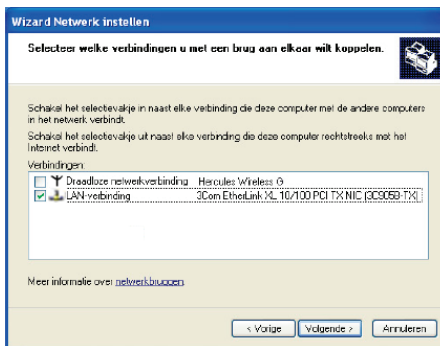 Wizard Netwerk instellen
Selecteer welke verbindingen u met een brug aan elkaar wilt koppelen.
Schakel het selectievakje in naast elke verbinding die deze computer met de andere computers
in het netwerk verbindt.
Schakel het selectievakje uit naast elke verbinding die deze computer rechtstreeks met het
Internet verbindt.
Verbindingen:
Draadloze netwerkverbinding Hercules Wireless G
LAN-verbinding 3Com EtherLink XL 10/100 PCI TX NIC (3C905B-TX)
Meer informatie over netwerkbruggen.
< Vorige Volgende > Annuleren